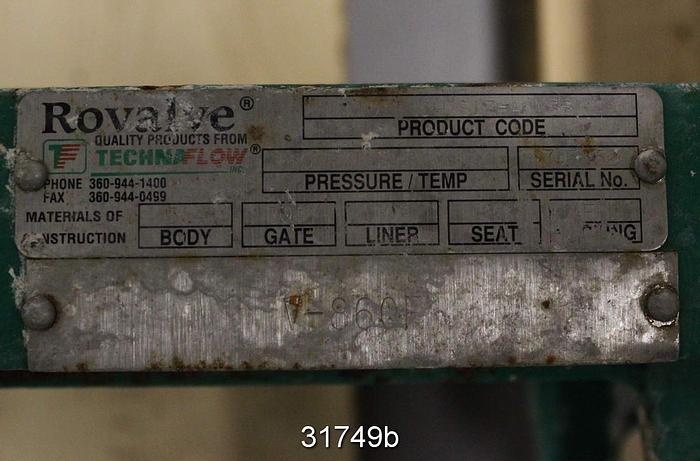 Rovalve®
QUALITY PRODUCTS FROM
TF TECHNAFLOW® INC.
PHONE 360-944-1400
FAX 360-944-0499
PRODUCT CODE
PRESSURE / TEMP
SERIAL No.
MATERIALS OF
BODY GATE LINER SEAT
31749b